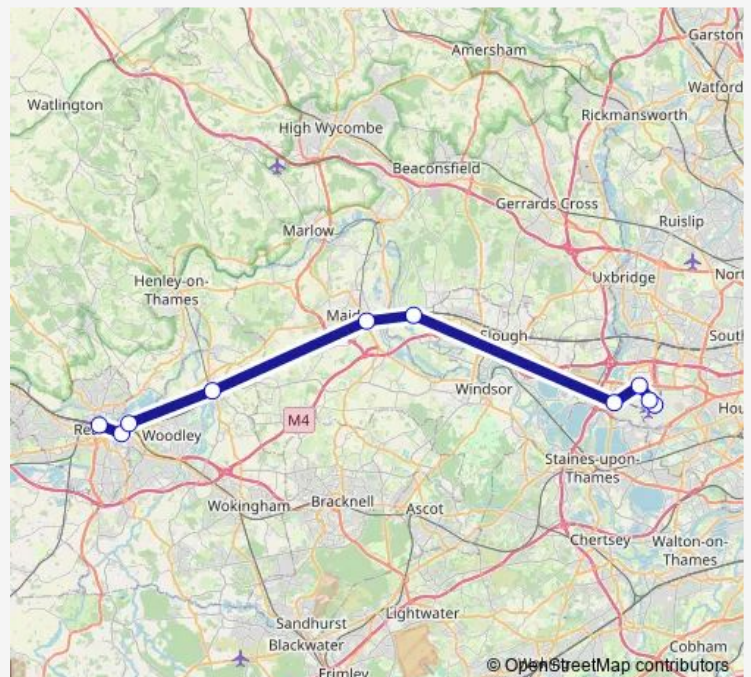 Garston
Amersham
Watford
Watlington
Rickmansworth
High Wycombe
Beaconsfield
Gerrards Cross
Ruislip
Marlow
Henley-on-
Thames
Uxbridge
Slough
Windsor
M4
Woodley
Staines-upon-
Thames
Wokingham
Bracknell
Ascot
Chertsey
Walton-on-
Thames
Lightwater
Sandhurst
Blackwater
Cobham
Frimley
© OpenStreetMap contributors